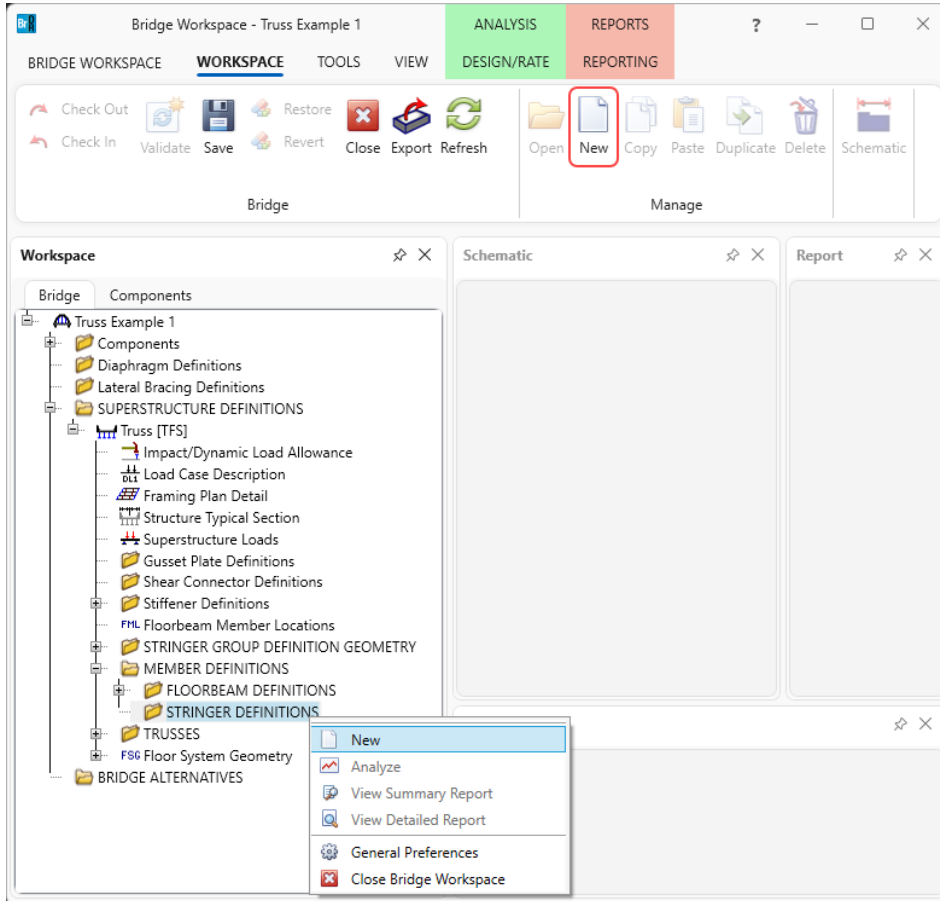 Br R Bridge Workspace - Truss Example 1 ANALYSIS REPORTS ?
BRIDGE WORKSPACE WORKSPACE TOOLS VIEW DESIGN/RATE REPORTING
Check Out Restore
Check In Revert
Validate Save Close Export Refresh Open New Copy Paste Duplicate Delete Schematic
Bridge Manage
Workspace Schematic Report
Bridge Components
Truss Example 1
Components
Diaphragm Definitions
Lateral Bracing Definitions
SUPERSTRUCTURE DEFINITIONS
Truss [TFS]
Impact/Dynamic Load Allowance
DL1 Load Case Description
Framing Plan Detail
Structure Typical Section
Superstructure Loads
Gusset Plate Definitions
Shear Connector Definitions
Stiffener Definitions
FML Floorbeam Member Locations
STRINGER GROUP DEFINITION GEOMETRY
MEMBER DEFINITIONS
FLOORBEAM DEFINITIONS
STRINGER DEFINITIONS
TRUSSES
FSG Floor System Geometry
BRIDGE ALTERNATIVES
New
Analyze
View Summary Report
View Detailed Report
General Preferences
Close Bridge Workspace